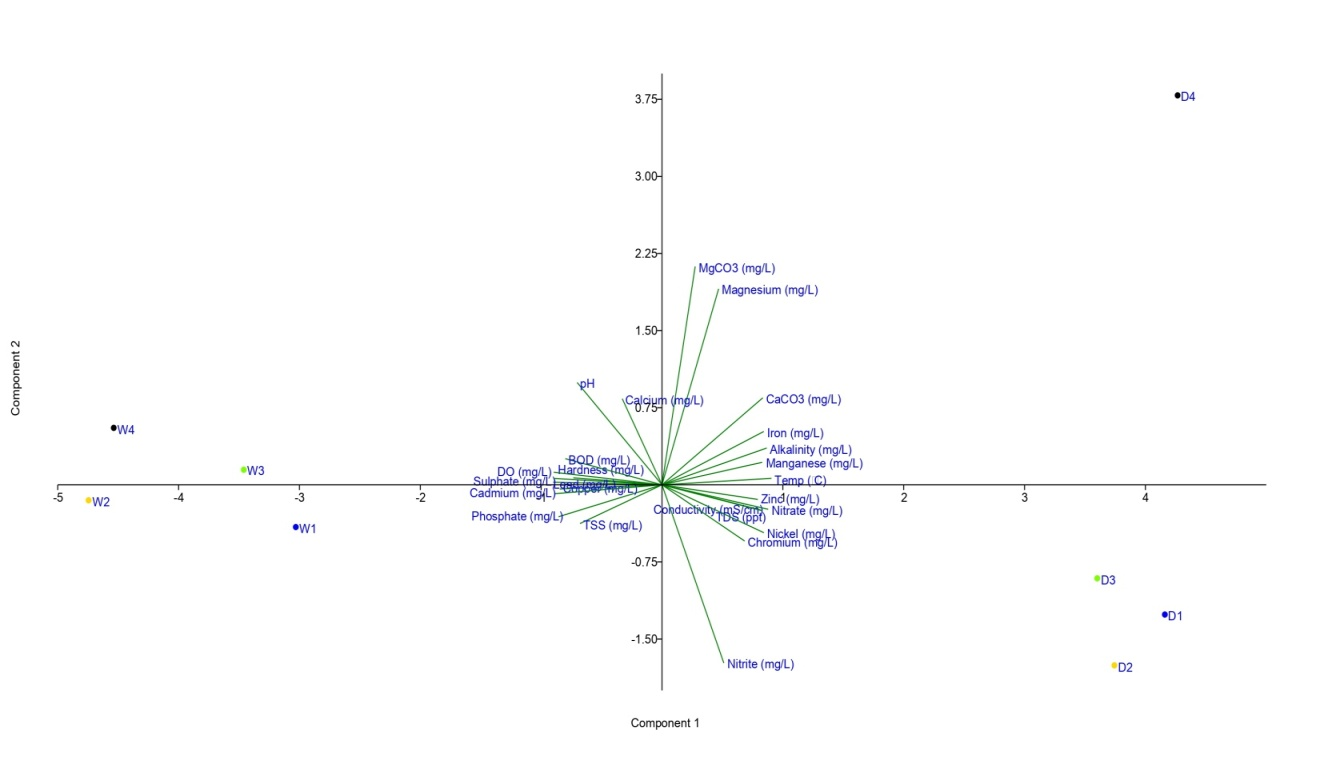 3.75
D4
3.00
2.25
MgCO3 (mg/L)
Magnesium (mg/L)
1.50
Component 2
pH
Calcium (mg/L)
CaCO3 (mg/L)
0.75
W4
Iron (mg/L)
Alkalinity (mg/L)
BOD (mg/L)
Manganese (mg/L)
W3
DO (mg/L)
Hardness (mg/L)
Sulphate (mg/L)
Lead (mg/L)
Temp (.C)
Copper (mg/L)
Cadmium (mg/L)
-5
-4
-3
-2
-1
1
2
3
4
W2
Zinc (mg/L)
Conductivity (mS/cm)
Nitrate (mg/L)
Phosphate (mg/L)
TDS (ppt)
W1
TSS (mg/L)
Nickel (mg/L)
Chromium (mg/L)
-0.75
D3
D1
-1.50
Nitrite (mg/L)
D2
Component 1